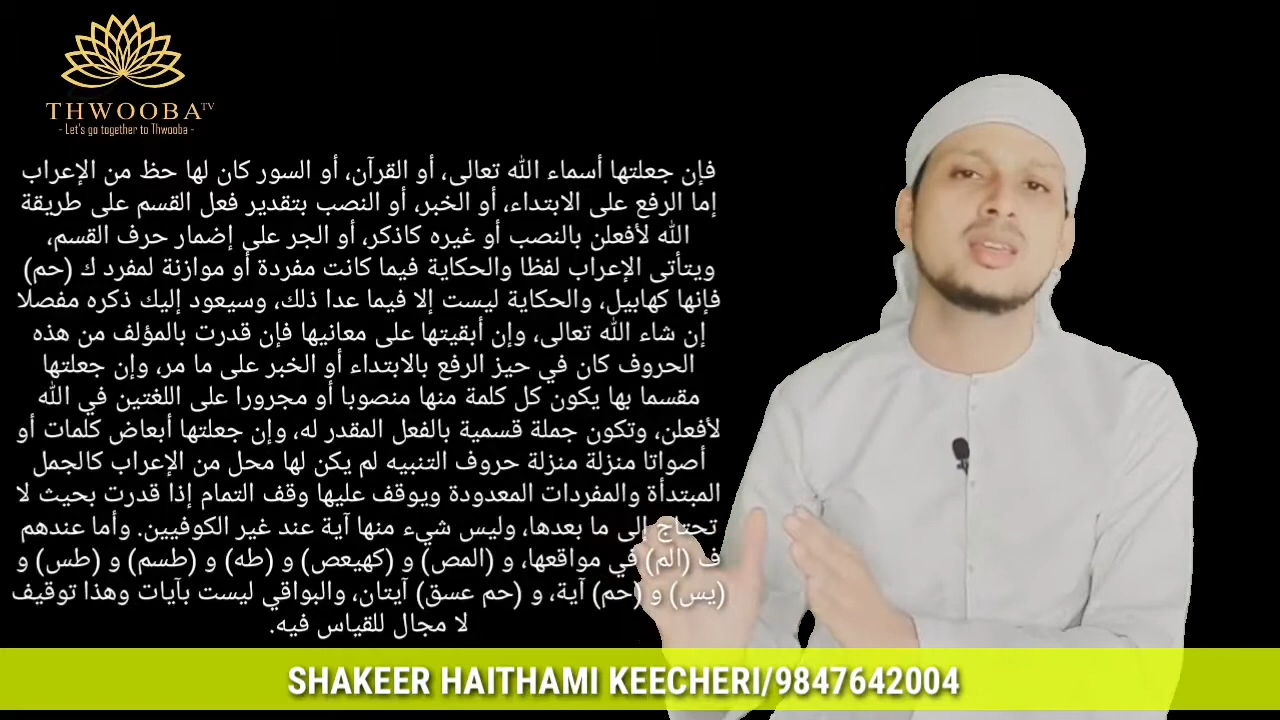 THWOOBA TV
- Let's go together to Thwooba -
فإن جعلتها أسماء الله تعالى، أو القرآن، أو السور كان لها حظ من الإعراب
إما الرفع على الابتداء، أو الخبر، أو النصب بتقدير فعل القسم على طريقة
الله لأفعلن بالنصب أو غيره كاذكر، أو الجر على إضمار حرف القسم،
ويتأتى الإعراب لفظا والحكاية فيما كانت مفردة أو موازنة لمفرد ك (حم)
فإنها كهابيل، والحكاية ليست إلا فيما عدا ذلك، وسيعود إليك ذكره مفصلا
إن شاء الله تعالى، وإن أبقيتها على معانيها فإن قدرت بالمؤلف من هذه
الحروف كان في حيز الرفع بالابتداء أو الخبر على ما مر، وإن جعلتها
مقسما بها يكون كل كلمة منها منصوبا أو مجرورا على اللغتين في الله
لأفعلن، وتكون جملة قسمية بالفعل المقدر له، وإن جعلتها أبعاض كلمات أو
أصواتا منزلة منزلة حروف التنبيه لم يكن لها محل من الإعراب كالجمل
المبتدأة والمفردات المعدودة ويوقف عليها وقف التمام إذا قدرت بحيث لا
تحتاج إلى ما بعدها، وليس شيء منها آية عند غير الكوفيين. وأما عندهم
ف (الم) في مواقعها، و (المص) و (كهيعص) و (طه) و (طسم) و (طس) و
(يس) و (حم) آية، و (حم عسق) آيتان، والبواقي ليست بآيات وهذا توقيف
لا مجال للقياس فيه.
SHAKEER HAITHAMI KEECHERI/9847642004